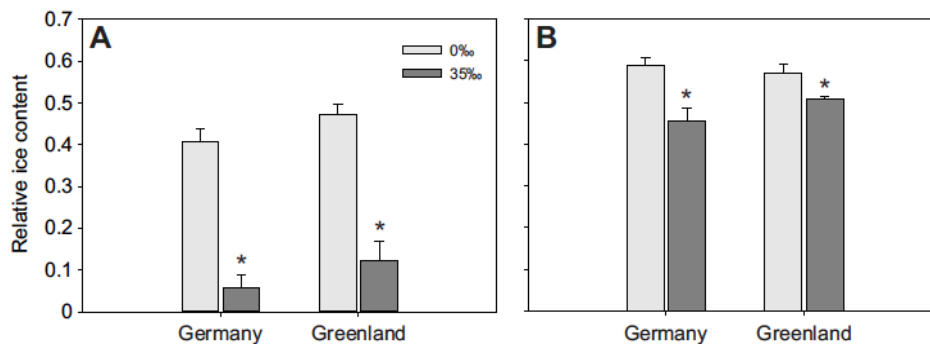 A
B
0‰
35‰
Relative ice content
0.7
0.6
0.5
0.4
0.3
0.2
0.1
0
*
*
*
*
Germany
Greenland
Germany
Greenland